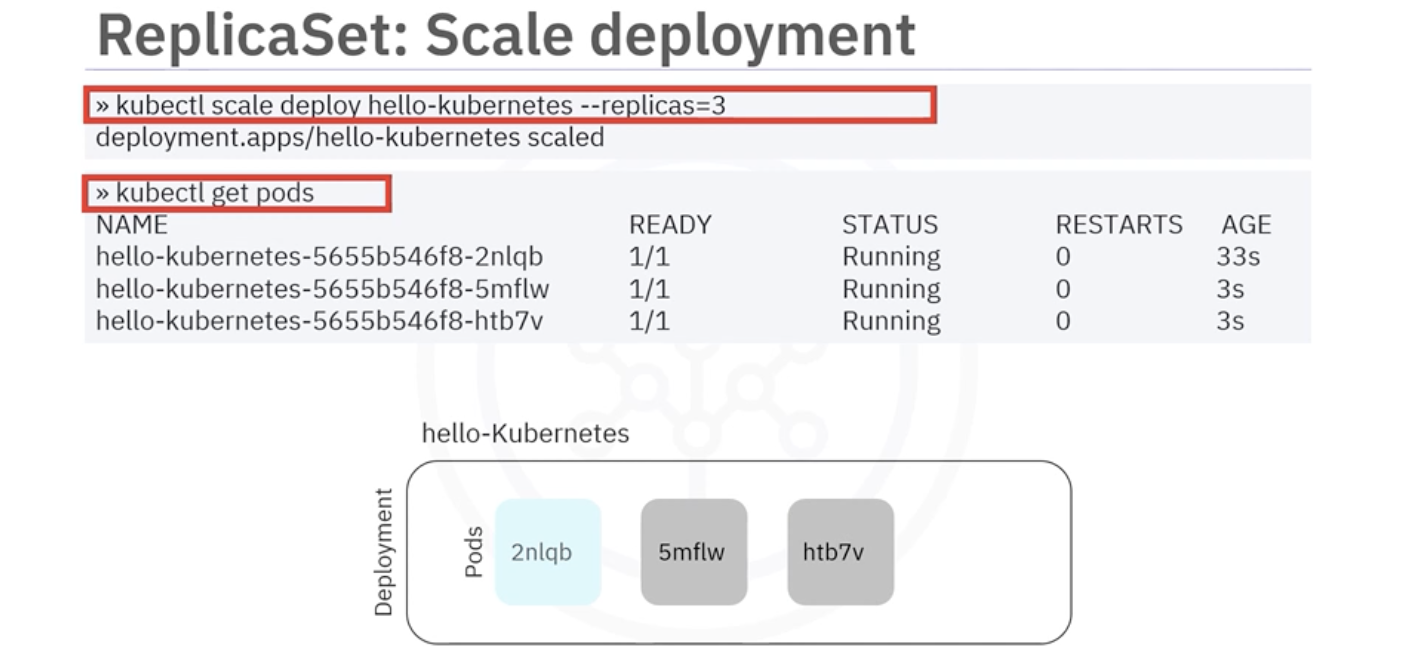 ReplicaSet: Scale deployment
» kubectl scale deploy hello-kubernetes --replicas=3
deployment.apps/hello-kubernetes scaled
» kubectl get pods
NAME READY STATUS RESTARTS AGE
hello-kubernetes-5655b546f8-2nlqb 1/1 Running 0 33s
hello-kubernetes-5655b546f8-5mflw 1/1 Running 0 3s
hello-kubernetes-5655b546f8-htb7v 1/1 Running 0 3s
hello-Kubernetes
Deployment
Pods
2nlqb 5mflw htb7v